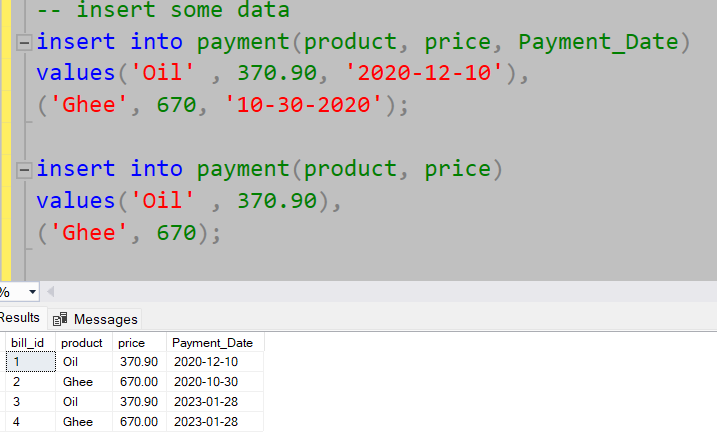 -- insert some data
insert into payment(product, price, Payment_Date)
values('Oil' , 370.90, '2020-12-10'),
('Ghee', 670, '10-30-2020');
insert into payment(product, price)
values('Oil' , 370.90),
('Ghee', 670);
%
Results Messages
bill_id product price Payment_Date
1 Oil 370.90 2020-12-10
2 Ghee 670.00 2020-10-30
3 Oil 370.90 2023-01-28
4 Ghee 670.00 2023-01-28